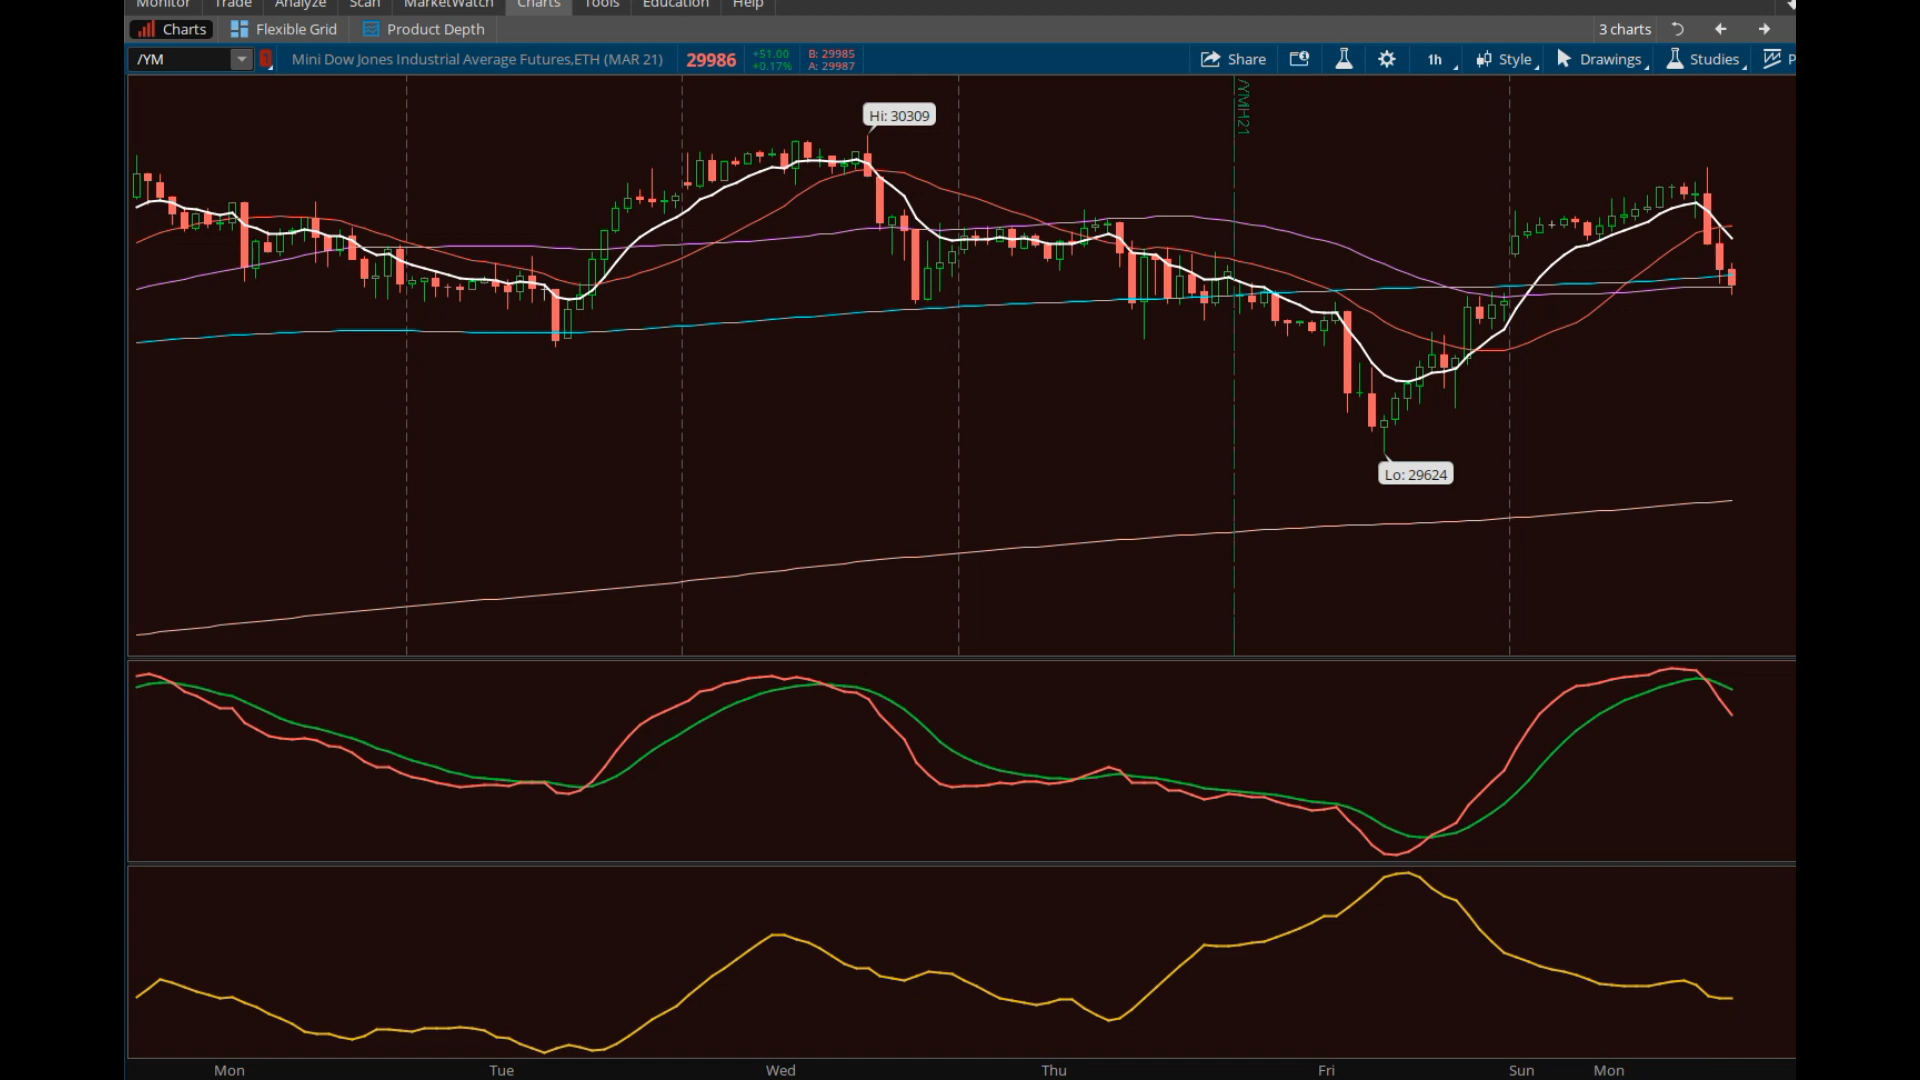 Monitor Trade Analyze Scan MarketWatch Charts Tools Education Help
Charts Flexible Grid Product Depth 3 charts
/YM Mini Dow Jones Industrial Average Futures,ETH (MAR 21) 29986 +51.00 B: 29985 Share 1h Style Drawings Studies P
+0.17% A: 29987
/YMH21
Hi: 30309
Lo: 29624
Mon Tue Wed Thu Fri Sun Mon